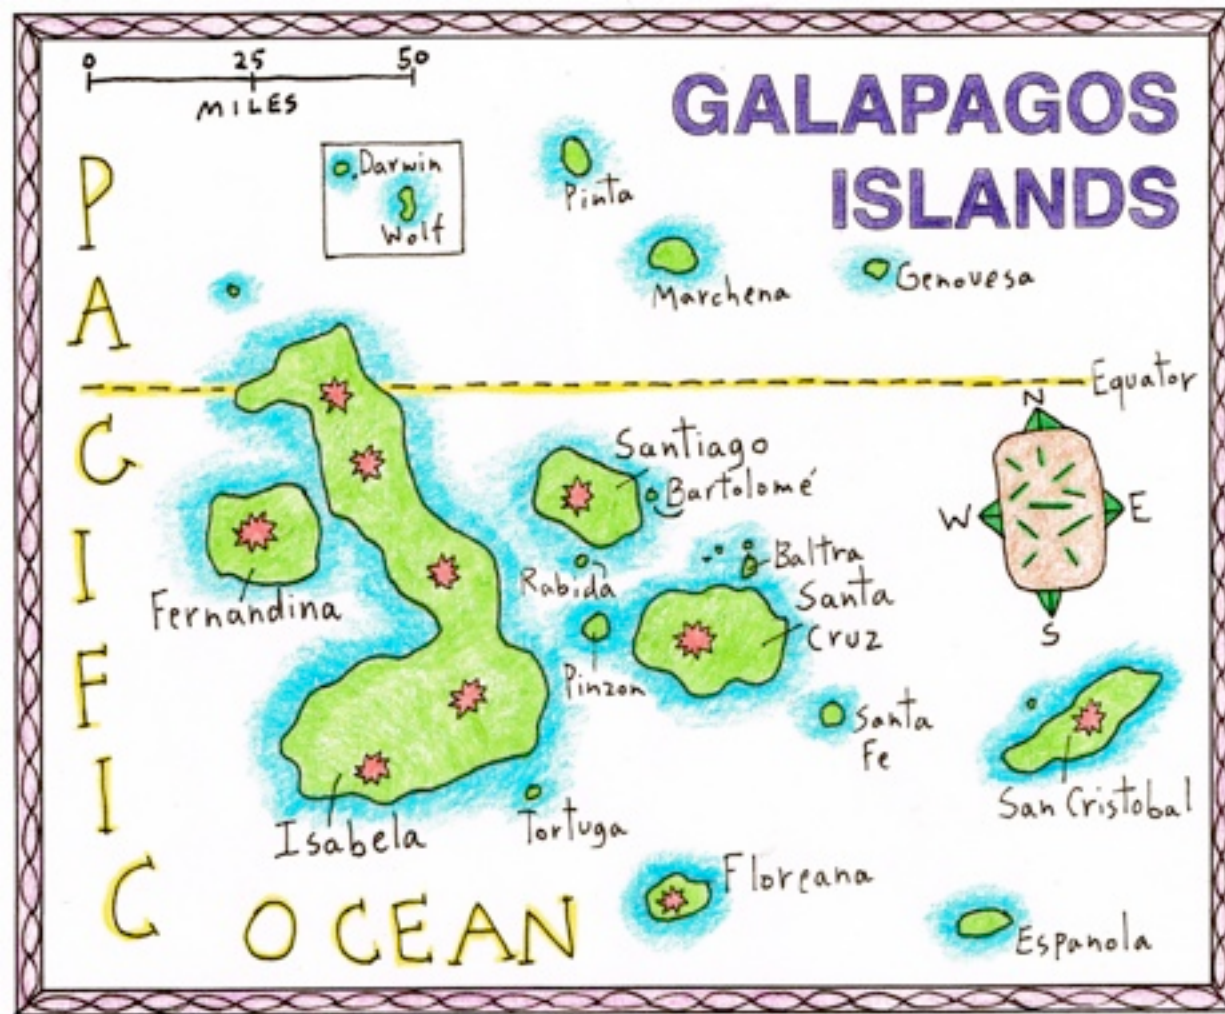 0 25 50
MILES
GALAPAGOS
ISLANDS
Darwin
Wolf
Pinta
Marchena
Genovesa
Equator
N
W
E
S
Santiago
Bartolomé
Baltra
Rabida
Santa
Cruz
Fernandina
Pinzon
Santa
Fe
San Cristobal
Isabela
Tortuga
Floreana
Espanola
PACIFIC
OCEAN